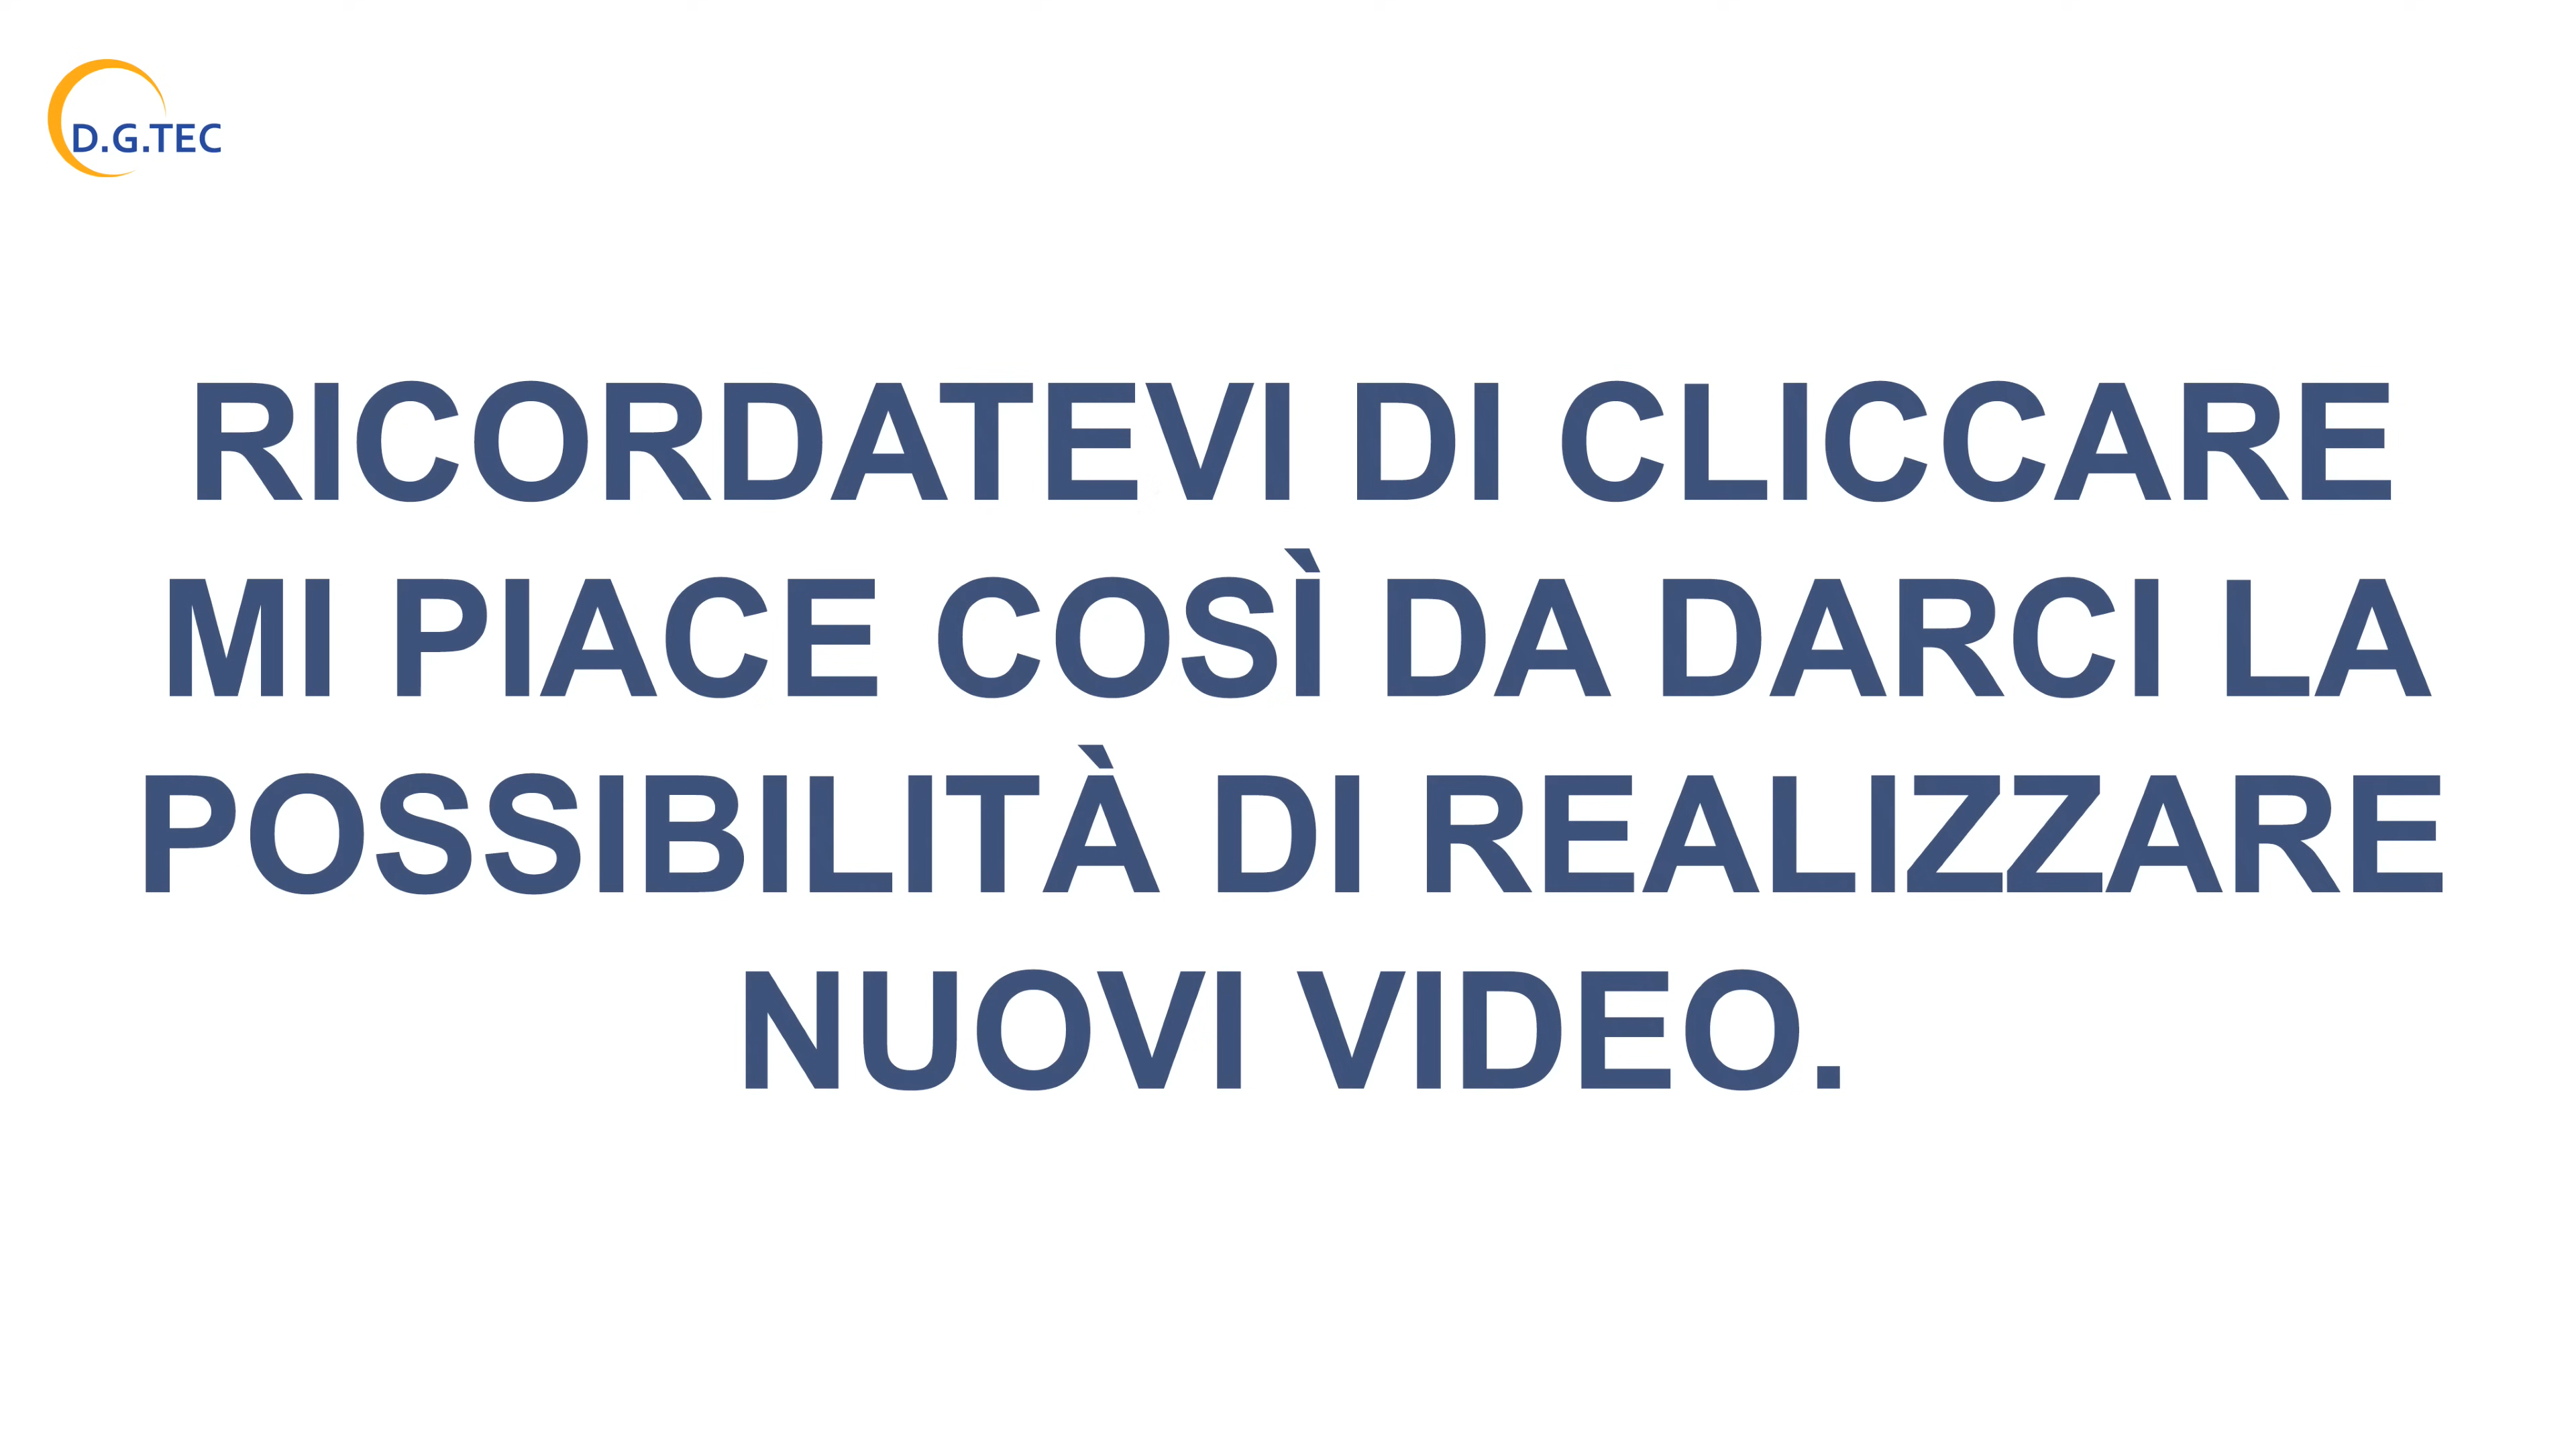 D.G.TEC
RICORDATEVI DI CLICCARE
MI PIACE COSÌ DA DARCI LA
POSSIBILITÀ DI REALIZZARE
NUOVI VIDEO.